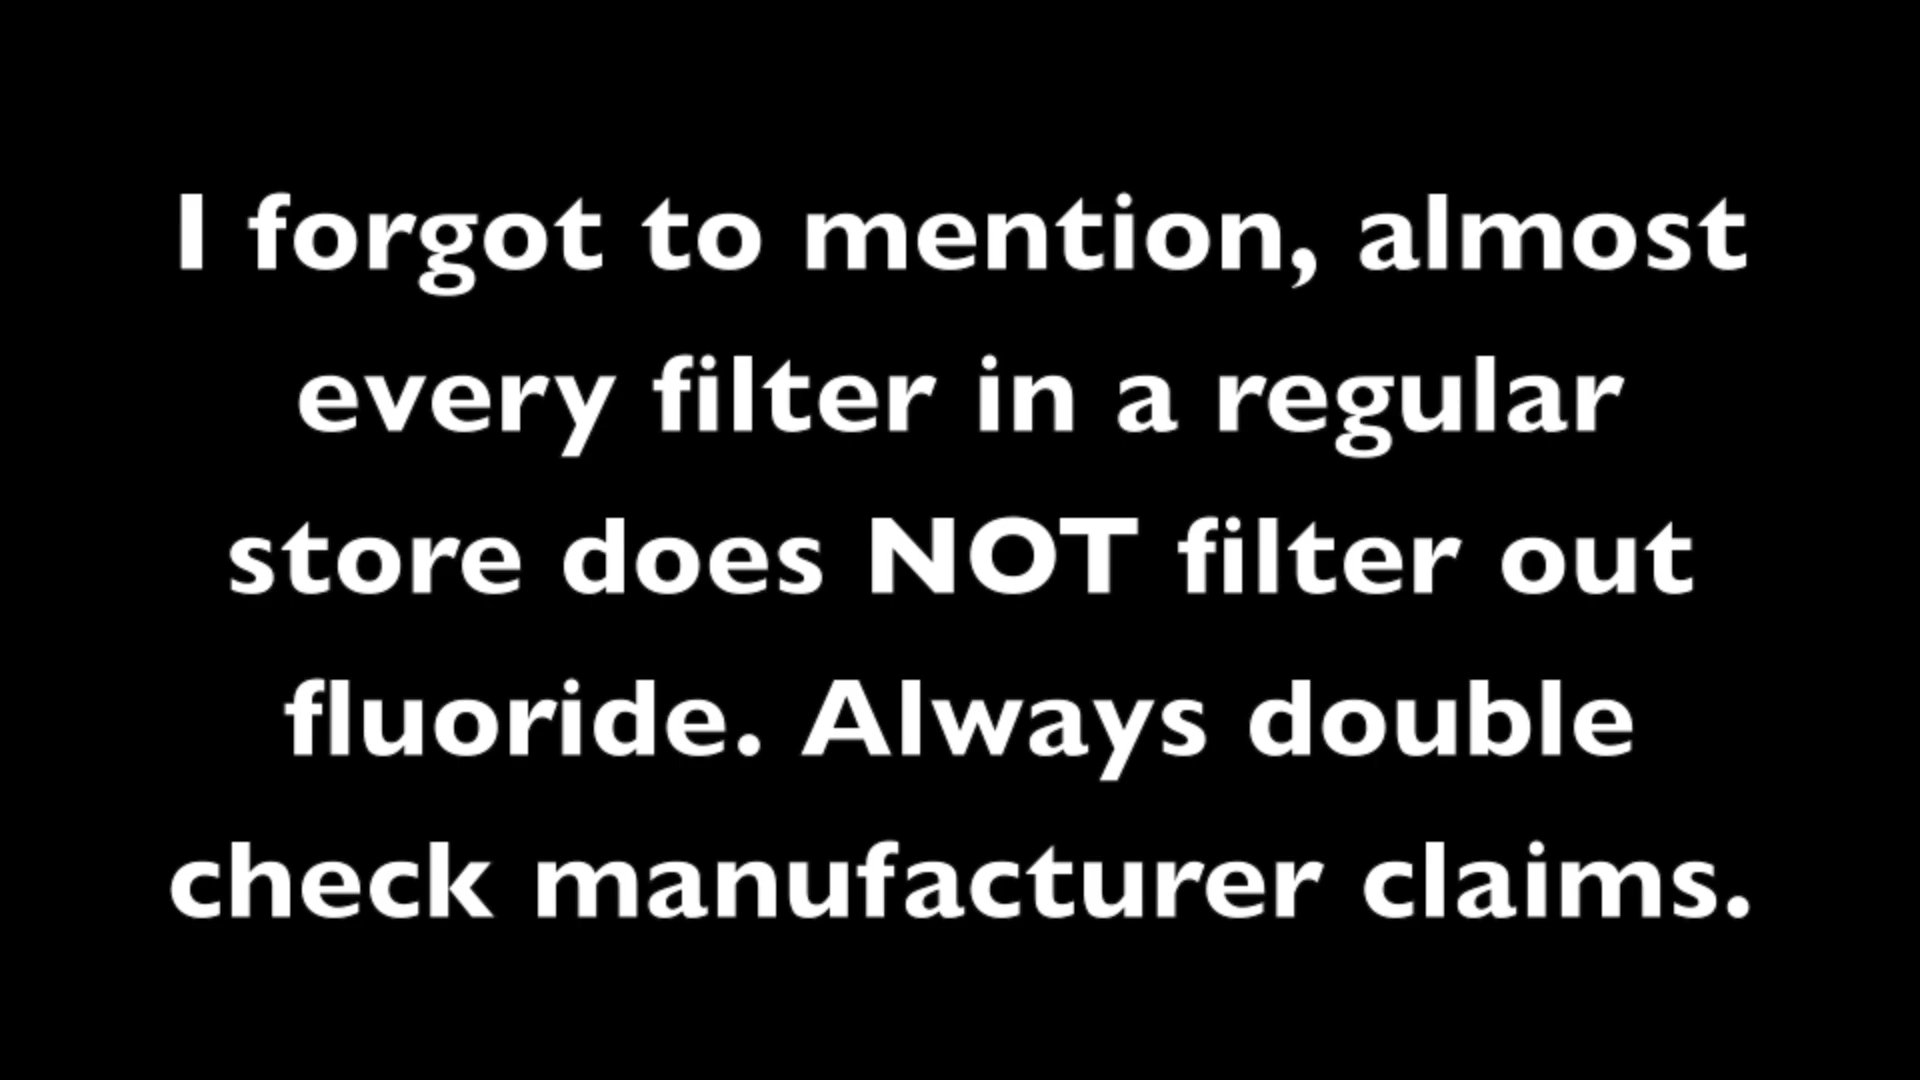 I forgot to mention, almost
every filter in a regular
store does NOT filter out
fluoride. Always double
check manufacturer claims.